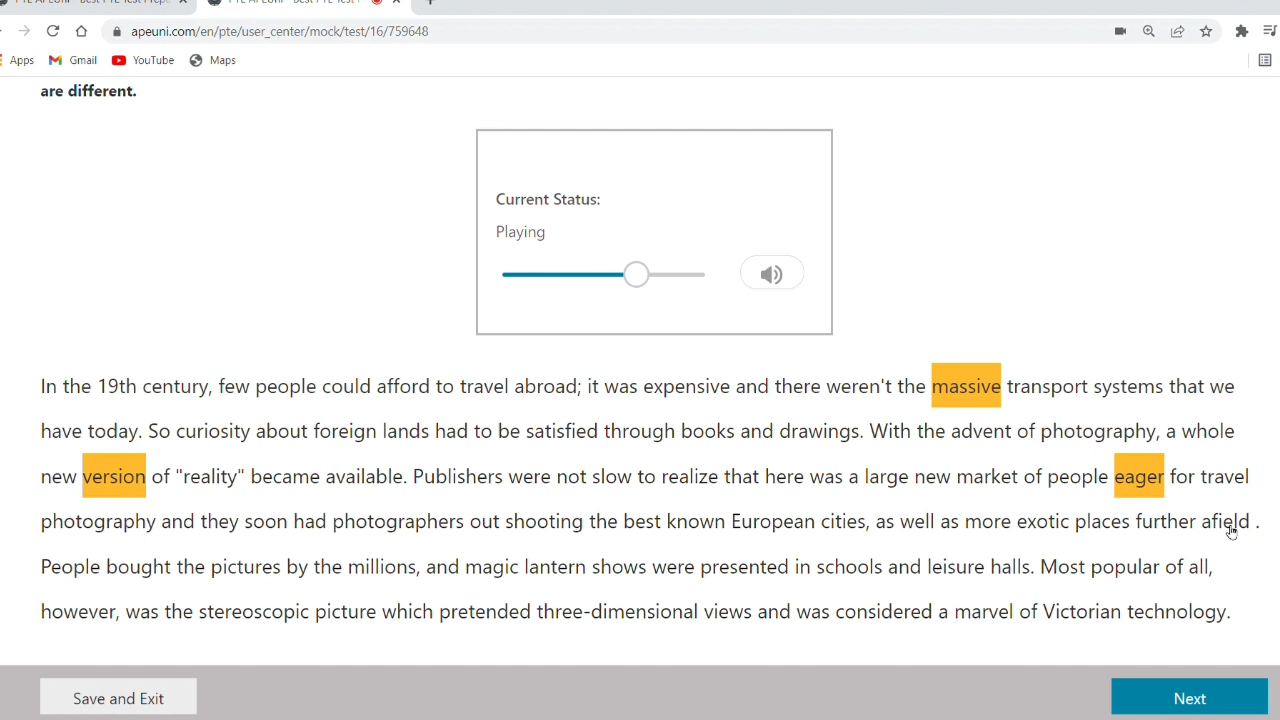 apeuni.com/en/pte/user_center/mock/test/16/759648
Apps Gmail YouTube Maps
are different.
Current Status:
Playing
In the 19th century, few people could afford to travel abroad; it was expensive and there weren't the massive transport systems that we
have today. So curiosity about foreign lands had to be satisfied through books and drawings. With the advent of photography, a whole
new version of "reality" became available. Publishers were not slow to realize that here was a large new market of people eager for travel
photography and they soon had photographers out shooting the best known European cities, as well as more exotic places further afield .
People bought the pictures by the millions, and magic lantern shows were presented in schools and leisure halls. Most popular of all,
however, was the stereoscopic picture which pretended three-dimensional views and was considered a marvel of Victorian technology.
Save and Exit
Next